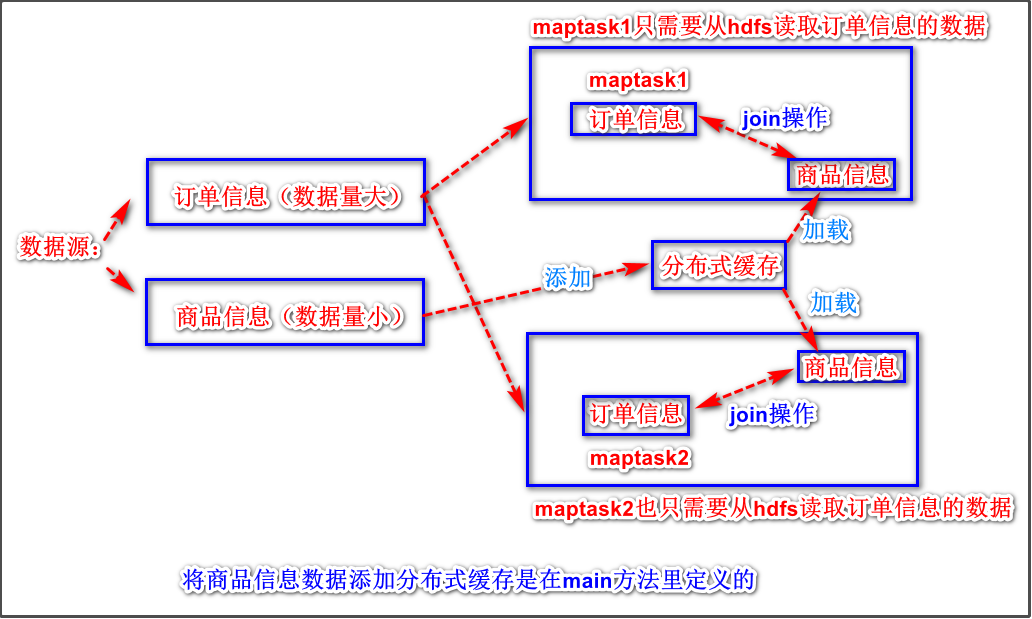 maptask1只需要从hdfs读取订单信息的数据
maptask1
订单信息
join操作
商品信息
订单信息（数据量大）
数据源：
加载
分布式缓存
添加
商品信息（数据量小）
加载
商品信息
订单信息
join操作
maptask2
maptask2也只需要从hdfs读取订单信息的数据
将商品信息数据添加分布式缓存是在main方法里定义的